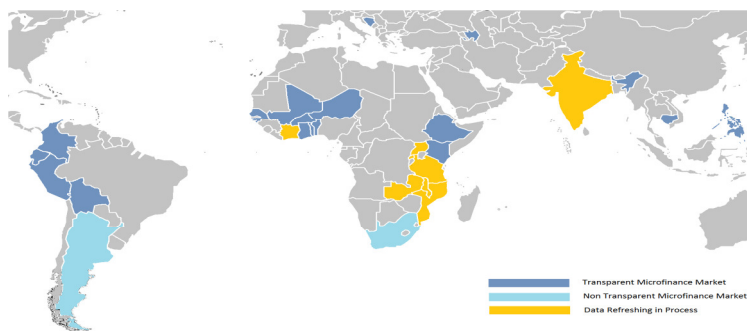 Transparent Microfinance Market
Non Transparent Microfinance Market
Data Refreshing in Process